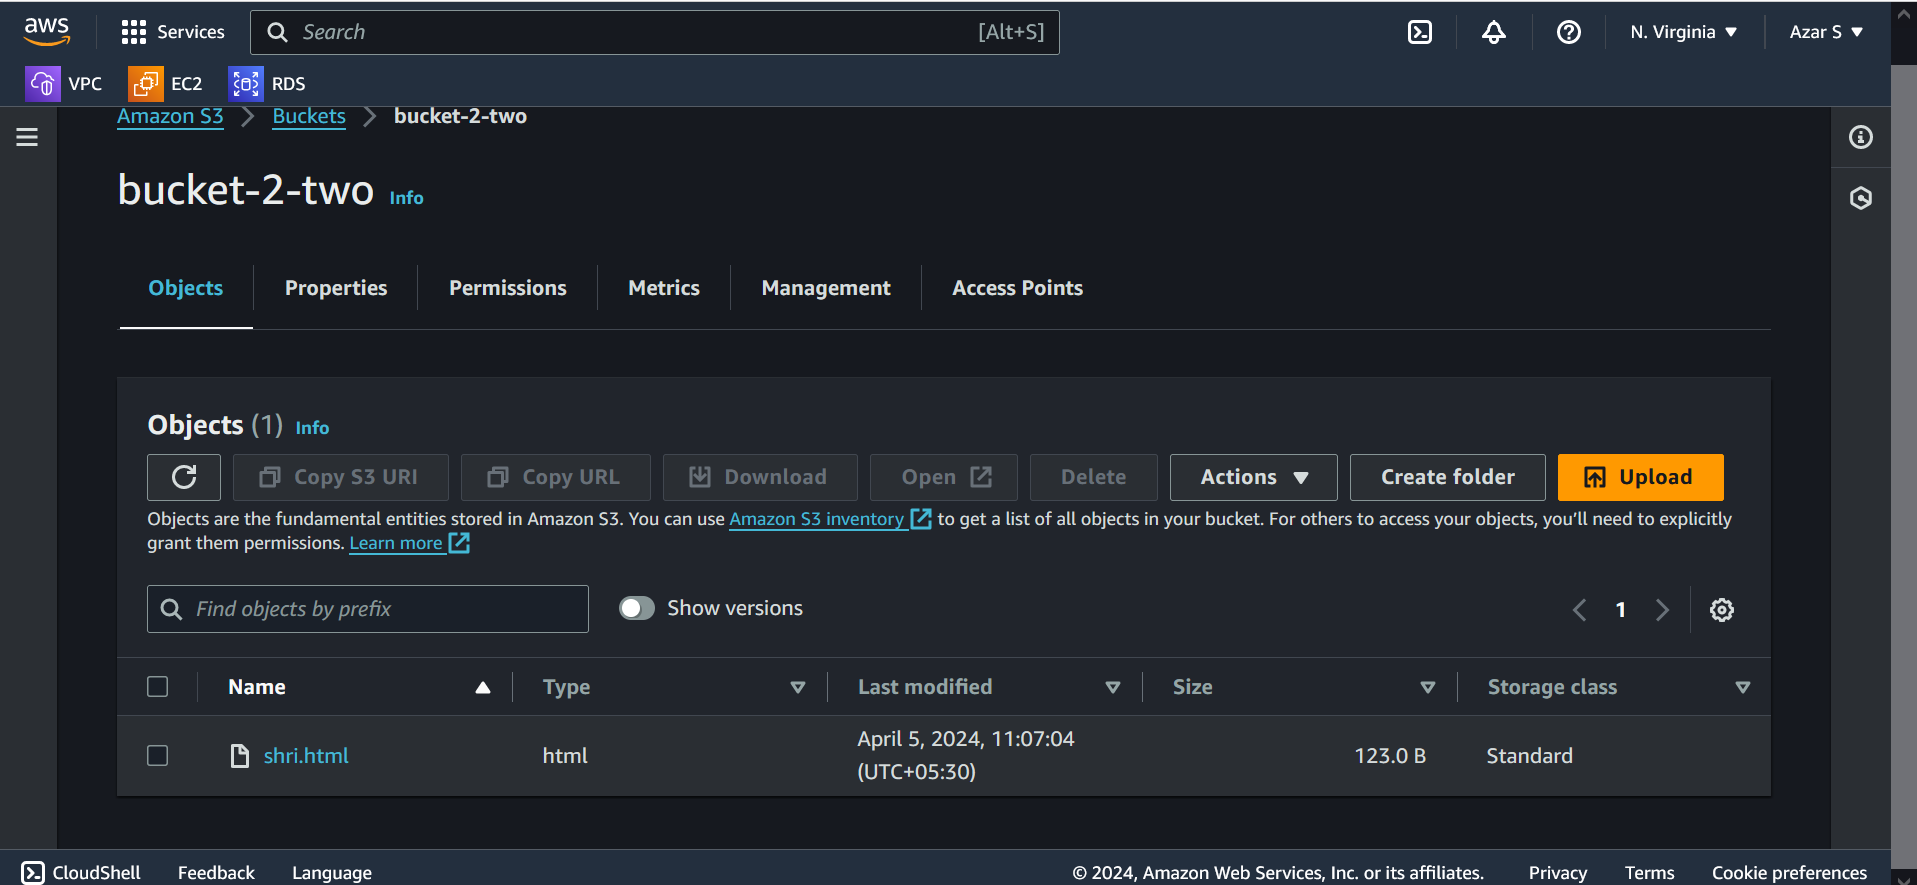 aws
Services
Search
[Alt+S]
N. Virginia
Azar S
VPC
EC2
RDS
Amazon S3
Buckets
bucket-2-two
bucket-2-two Info
Objects
Properties
Permissions
Metrics
Management
Access Points
Objects (1) Info
Copy S3 URI
Copy URL
Download
Open
Delete
Actions
Create folder
Upload
Objects are the fundamental entities stored in Amazon S3. You can use Amazon S3 inventory to get a list of all objects in your bucket. For others to access your objects, you'll need to explicitly
grant them permissions. Learn more
Find objects by prefix
Show versions
1
Name
Type
Last modified
Size
Storage class
shri.html
html
April 5, 2024, 11:07:04
(UTC+05:30)
123.0 B
Standard
CloudShell
Feedback
Language
© 2024, Amazon Web Services, Inc. or its affiliates.
Privacy
Terms
Cookie preferences